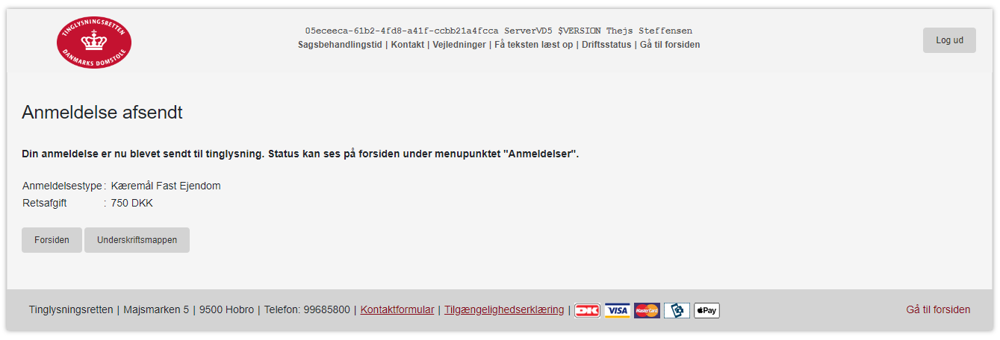 TINGLYSNINGSRETTEN
DANMARKS DOMSTOLE
05eceeca-61b2-4fd8-a41f-ccbb21a4fcca ServerVD5 $VERSION Thejs Steffensen
Sagsbehandlingstid | Kontakt | Vejledninger | Få teksten læst op | Driftsstatus | Gå til forsiden
Log ud
Anmeldelse afsendt
Din anmeldelse er nu blevet sendt til tinglysning. Status kan ses på forsiden under menupunktet "Anmeldelser".
Anmeldelsestype : Kæremål Fast Ejendom
Retsafgift : 750 DKK
Forsiden Underskriftsmappen
Tinglysningsretten | Majsmarken 5 | 9500 Hobro | Telefon: 99685800 | Kontaktformular | Tilgængelighedserklæring | DK VISA MasterCard Pay Gå til forsiden